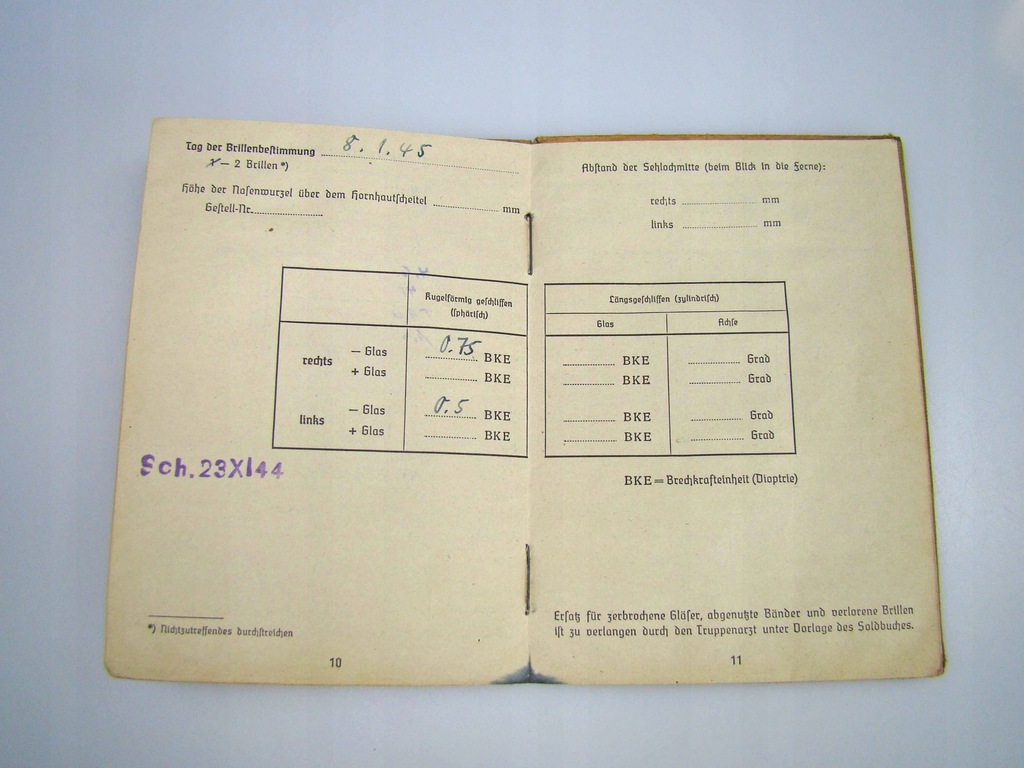 Tag der Brillenbestimmung 8.1.45
1 – 2 Brillen *)
Höhe der Nasenwurzel über dem Hornhautscheitel mm
Gestell-Nr.
Kugelförmig geschliffen
(sphärisch)
rechts – Glas 0.75 BKE
+ Glas BKE
links – Glas 0.5 BKE
+ Glas BKE
Sch. 23XI44
*) Nichtzutreffendes durchstreichen
10
Abstand der Sehlochmitte (beim Blick in die Ferne):
rechts mm
links mm
Längsgeschliffen (zylindrisch)
Glas Achse
BKE Grad
BKE Grad
BKE Grad
BKE Grad
BKE = Brechkrafteinheit (Dioptrie)
Ersatz für zerbrochene Gläser, abgenutzte Bänder und verlorene Brillen
ist zu verlangen durch den Truppenarzt unter Vorlage des Soldbuches.
11